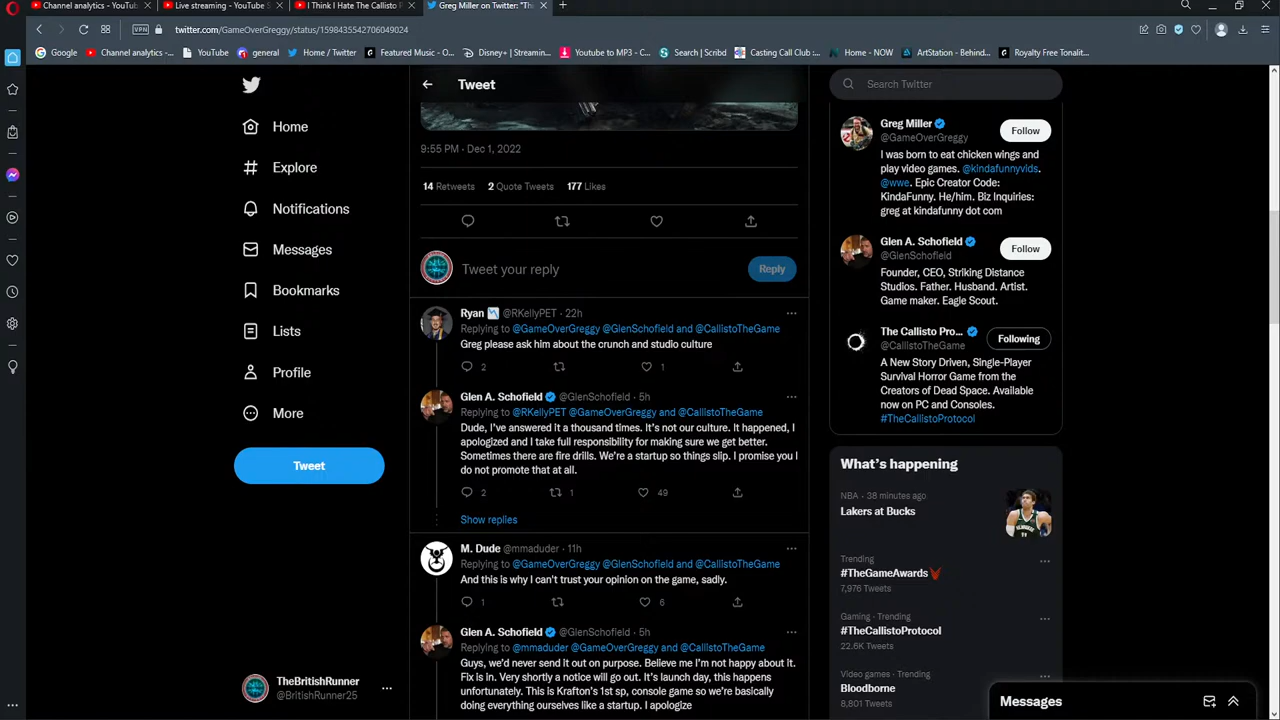 Channel analytics - YouTub
Live streaming - YouTube S
I Think I Hate The Callisto P
Greg Miller on Twitter: "Th
VPN
twitter.com/GameOverGreggy/status/1598435542706049024
Google
Channel analytics -...
YouTube
general
Home / Twitter
Featured Music - O...
Disney+ | Streamin...
Youtube to MP3 - C...
Search | Scribd
Casting Call Club :...
Home - NOW
ArtStation - Behind...
Royalty Free Tonalit...
Home
Explore
Notifications
Messages
Bookmarks
Lists
Profile
More
Tweet
TheBritishRunner
@BritishRunner25
Tweet
9:55 PM · Dec 1, 2022
14 Retweets 2 Quote Tweets 177 Likes
Tweet your reply
Reply
Ryan @RKellyPET · 22h
Replying to @GameOverGreggy @GlenSchofield and @CallistoTheGame
Greg please ask him about the crunch and studio culture
2 1
Glen A. Schofield @GlenSchofield · 5h
Replying to @RKellyPET @GameOverGreggy and @CallistoTheGame
Dude, I've answered it a thousand times. It's not our culture. It happened, I
apologized and I take full responsibility for making sure we get better.
Sometimes there are fire drills. We're a startup so things slip. I promise you I
do not promote that at all.
2 1 49
Show replies
M. Dude @mmaduder · 11h
Replying to @GameOverGreggy @GlenSchofield and @CallistoTheGame
And this is why I can't trust your opinion on the game, sadly.
1 6
Glen A. Schofield @GlenSchofield · 5h
Replying to @mmaduder @GameOverGreggy and @CallistoTheGame
Guys, we'd never send it out on purpose. Believe me I'm not happy about it.
Fix is in. Very shortly a notice will go out. It's launch day, this happens
unfortunately. This is Krafton's 1st sp, console game so we're basically
doing everything ourselves like a startup. I apologize
Search Twitter
Greg Miller
@GameOverGreggy
Follow
I was born to eat chicken wings and
play video games. @kindafunnyvids.
@wwe. Epic Creator Code:
KindaFunny. He/him. Biz Inquiries:
greg at kindafunny dot com
Glen A. Schofield
@GlenSchofield
Follow
Founder, CEO, Striking Distance
Studios. Father. Husband. Artist.
Game maker. Eagle Scout.
The Callisto Pro...
@CallistoTheGame
Following
A New Story Driven, Single-Player
Survival Horror Game from the
Creators of Dead Space. Available
now on PC and Consoles.
#TheCallistoProtocol
What's happening
NBA · 38 minutes ago
Lakers at Bucks
Trending
#TheGameAwards
7,976 Tweets
Gaming · Trending
#TheCallistoProtocol
22.6K Tweets
Video games · Trending
Bloodborne
8,801 Tweets
Messages